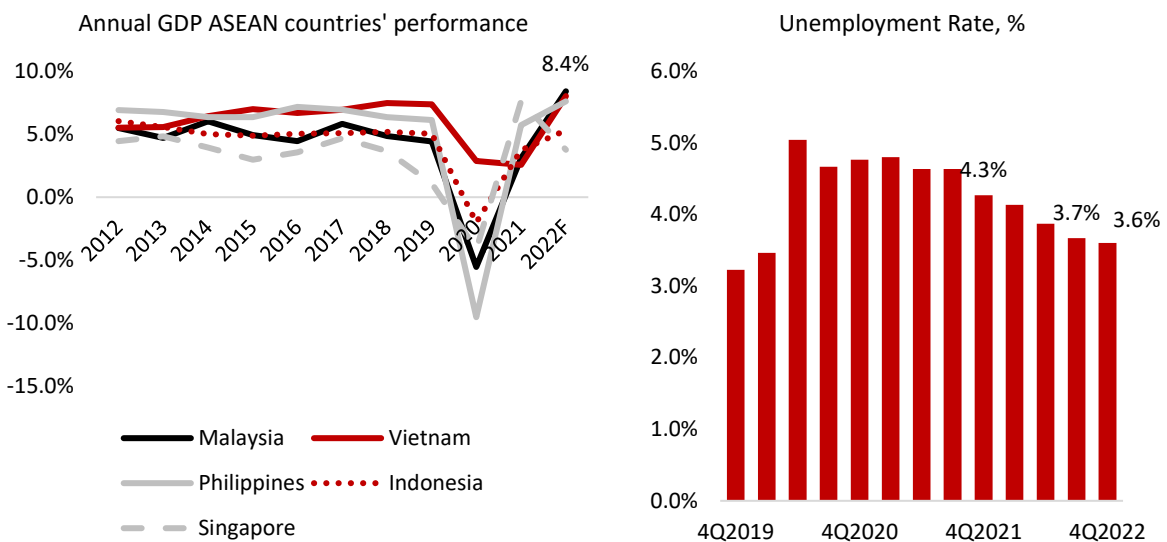 Annual GDP ASEAN countries' performance
10.0%
5.0%
0.0%
-5.0%
-10.0%
-15.0%
8.4%
2012
2013
2014
2015
2016
2017
2018
2019
2020
2021
2022F
Malaysia
Vietnam
Philippines
Indonesia
Singapore
Unemployment Rate, %
6.0%
5.0%
4.0%
3.0%
2.0%
1.0%
0.0%
4.3%
3.7%
3.6%
4Q2019
4Q2020
4Q2021
4Q2022